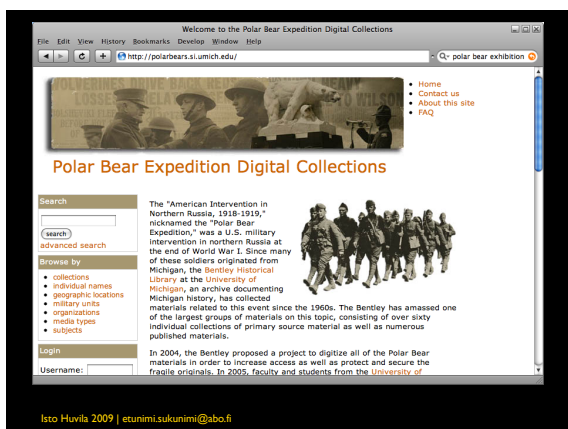 Welcome to the Polar Bear Expedition Digital Collections
File Edit View History Bookmarks Develop Window Help
http://polarbears.si.umich.edu/
polar bear exhibition
WOLVERINES
LOSSES
TO WILSON
Home
Contact us
About this site
FAQ
Polar Bear Expedition Digital Collections
Search
search
advanced search
Browse by
collections
individual names
geographic locations
military units
organizations
media types
subjects
Login
Username:
The "American Intervention in
Northern Russia, 1918-1919,"
nicknamed the "Polar Bear
Expedition," was a U.S. military
intervention in northern Russia at
the end of World War I. Since many
of these soldiers originated from
Michigan, the Bentley Historical
Library at the University of
Michigan, an archive documenting
Michigan history, has collected
materials related to this event since the 1960s. The Bentley has amassed one
of the largest groups of materials on this topic, consisting of over sixty
individual collections of primary source material as well as numerous
published materials.
In 2004, the Bentley proposed a project to digitize all of the Polar Bear
materials in order to increase access as well as protect and secure the
fragile originals. In 2005, faculty and students from the University of
Isto Huvila 2009 | etunimi.sukunimi@abo.fi